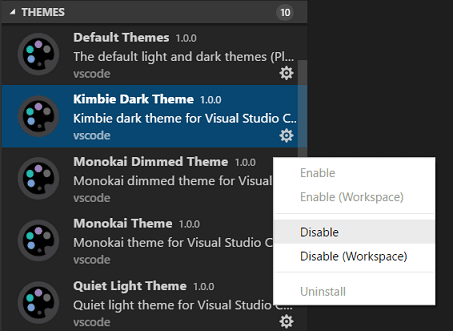 THEMES 10
Default Themes 1.0.0
The default light and dark themes (Pl...
vscode
Kimbie Dark Theme 1.0.0
Kimbie dark theme for Visual Studio C...
vscode
Monokai Dimmed Theme 1.0.0
Monokai dimmed theme for Visual
vscode
Monokai Theme 1.0.0
Monokai theme for Visual Studio C
vscode
Quiet Light Theme 1.0.0
Quiet light theme for Visual Studio C...
vscode
Enable
Enable (Workspace)
Disable
Disable (Workspace)
Uninstall